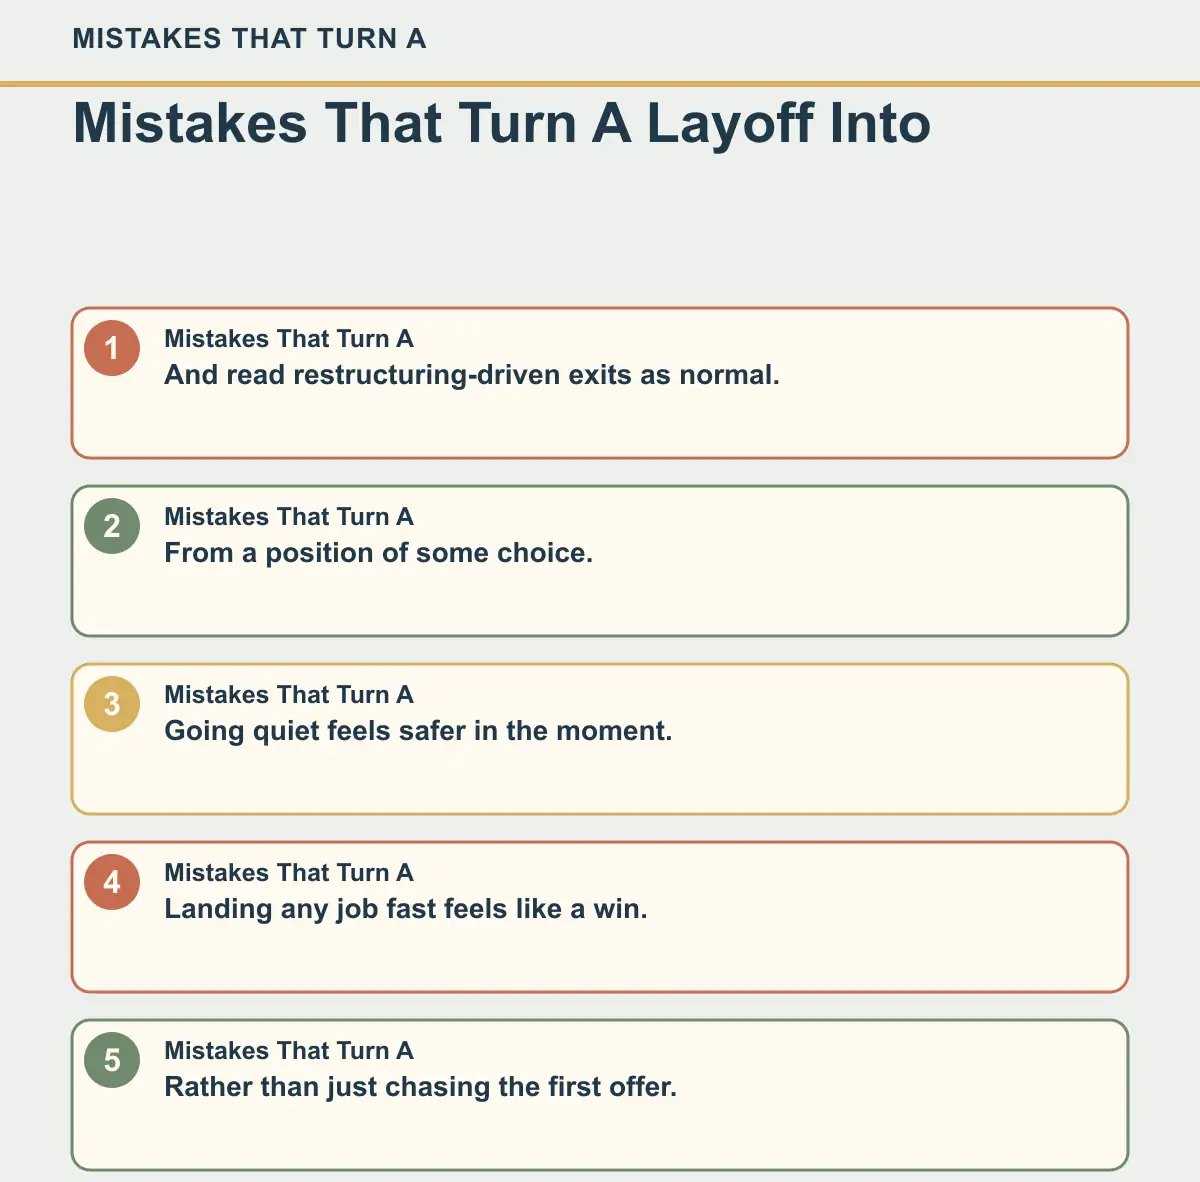 MISTAKES THAT TURN A
Mistakes That Turn A Layoff Into
1
Mistakes That Turn A
And read restructuring-driven exits as normal.
2
Mistakes That Turn A
From a position of some choice.
3
Mistakes That Turn A
Going quiet feels safer in the moment.
4
Mistakes That Turn A
Landing any job fast feels like a win.
5
Mistakes That Turn A
Rather than just chasing the first offer.